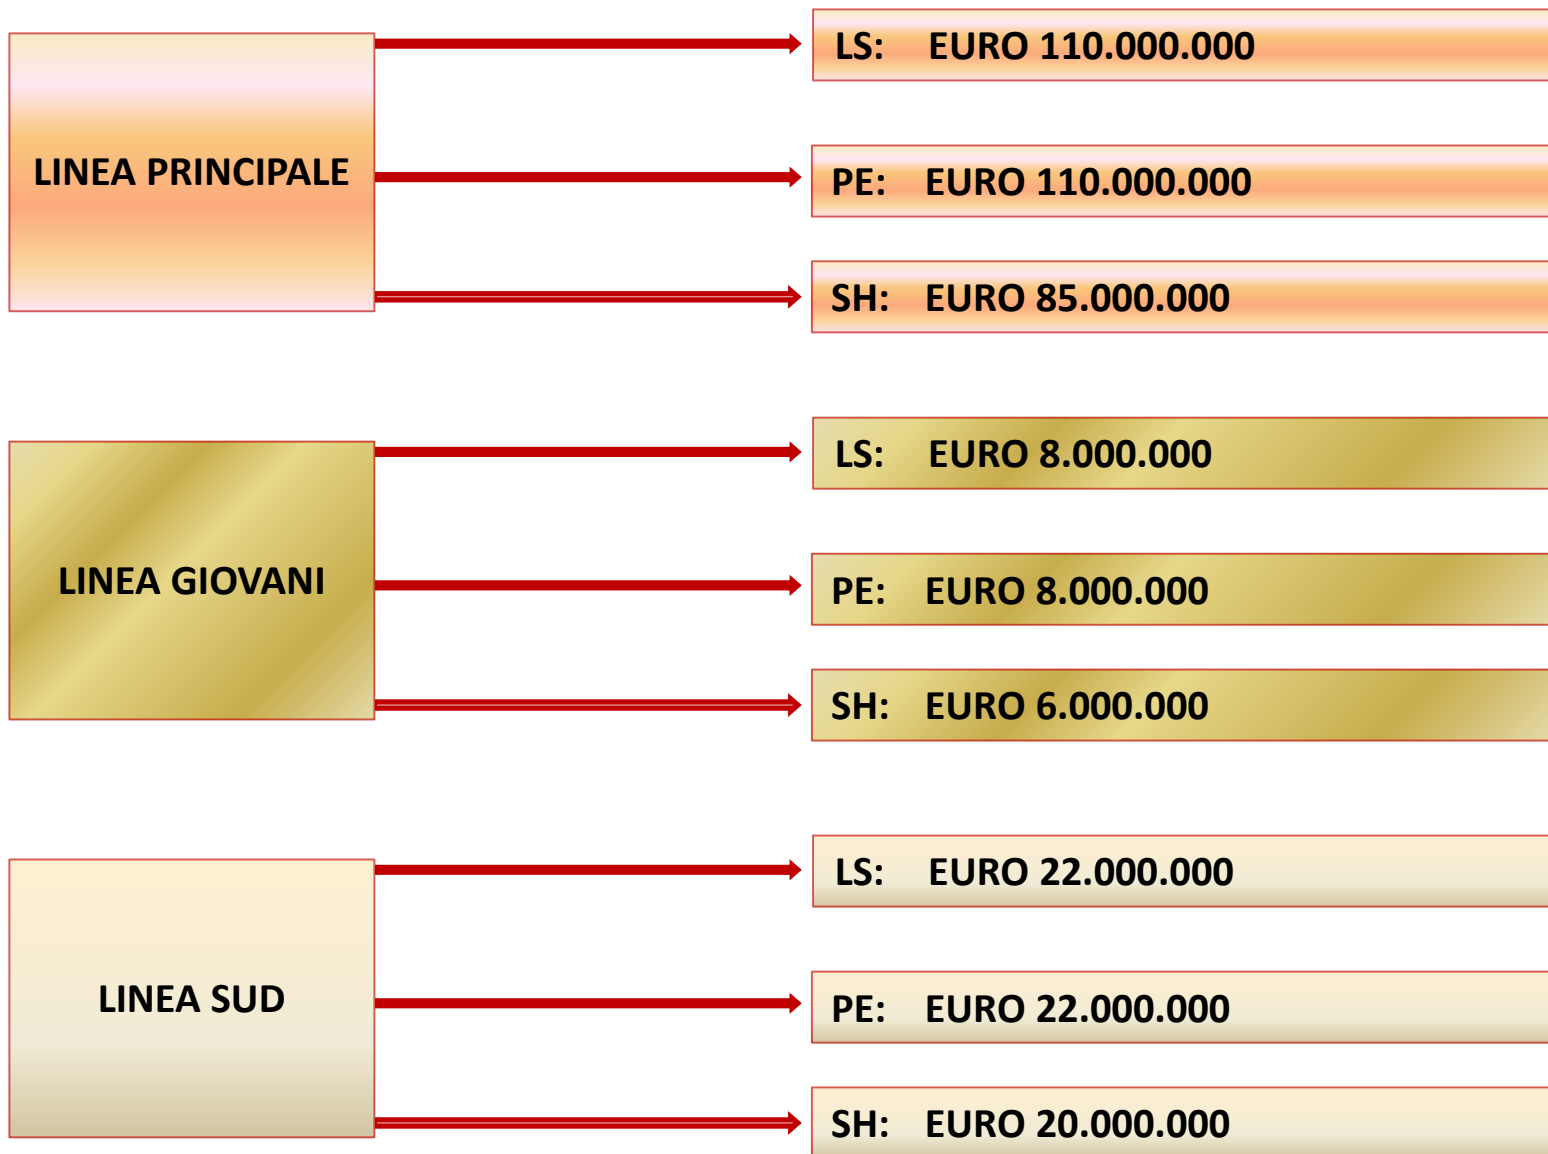 LINEA PRINCIPALE
LS: EURO 110.000.000
PE: EURO 110.000.000
SH: EURO 85.000.000
LINEA GIOVANI
LS: EURO 8.000.000
PE: EURO 8.000.000
SH: EURO 6.000.000
LINEA SUD
LS: EURO 22.000.000
PE: EURO 22.000.000
SH: EURO 20.000.000